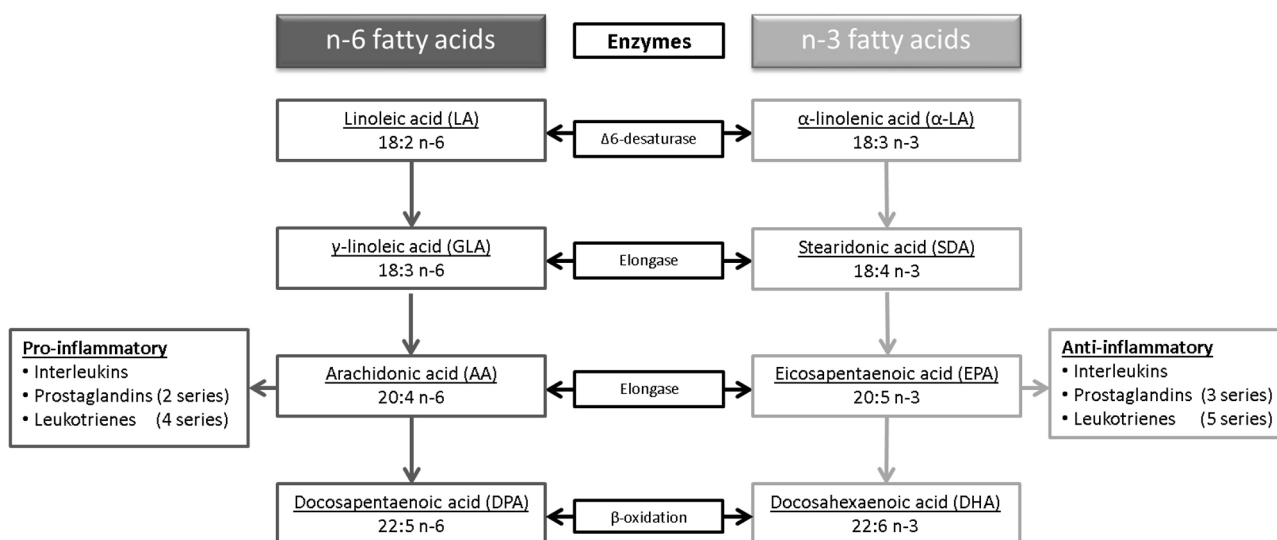 n-6 fatty acids
Enzymes
n-3 fatty acids
Linoleic acid (LA)
18:2 n-6
Δ6-desaturase
α-linolenic acid (α-LA)
18:3 n-3
γ-linoleic acid (GLA)
18:3 n-6
Elongase
Stearidonic acid (SDA)
18:4 n-3
Pro-inflammatory
• Interleukins
• Prostaglandins (2 series)
• Leukotrienes (4 series)
Arachidonic acid (AA)
20:4 n-6
Elongase
Eicosapentaenoic acid (EPA)
20:5 n-3
Anti-inflammatory
• Interleukins
• Prostaglandins (3 series)
• Leukotrienes (5 series)
Docosapentaenoic acid (DPA)
22:5 n-6
β-oxidation
Docosahexaenoic acid (DHA)
22:6 n-3